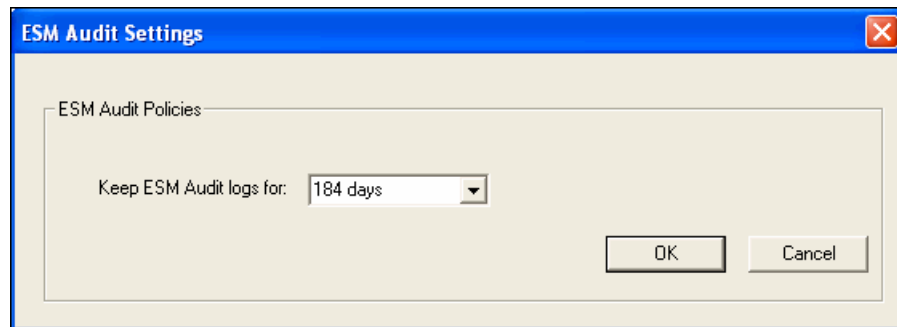 ESM Audit Settings
ESM Audit Policies
Keep ESM Audit logs for: 184 days
OK Cancel